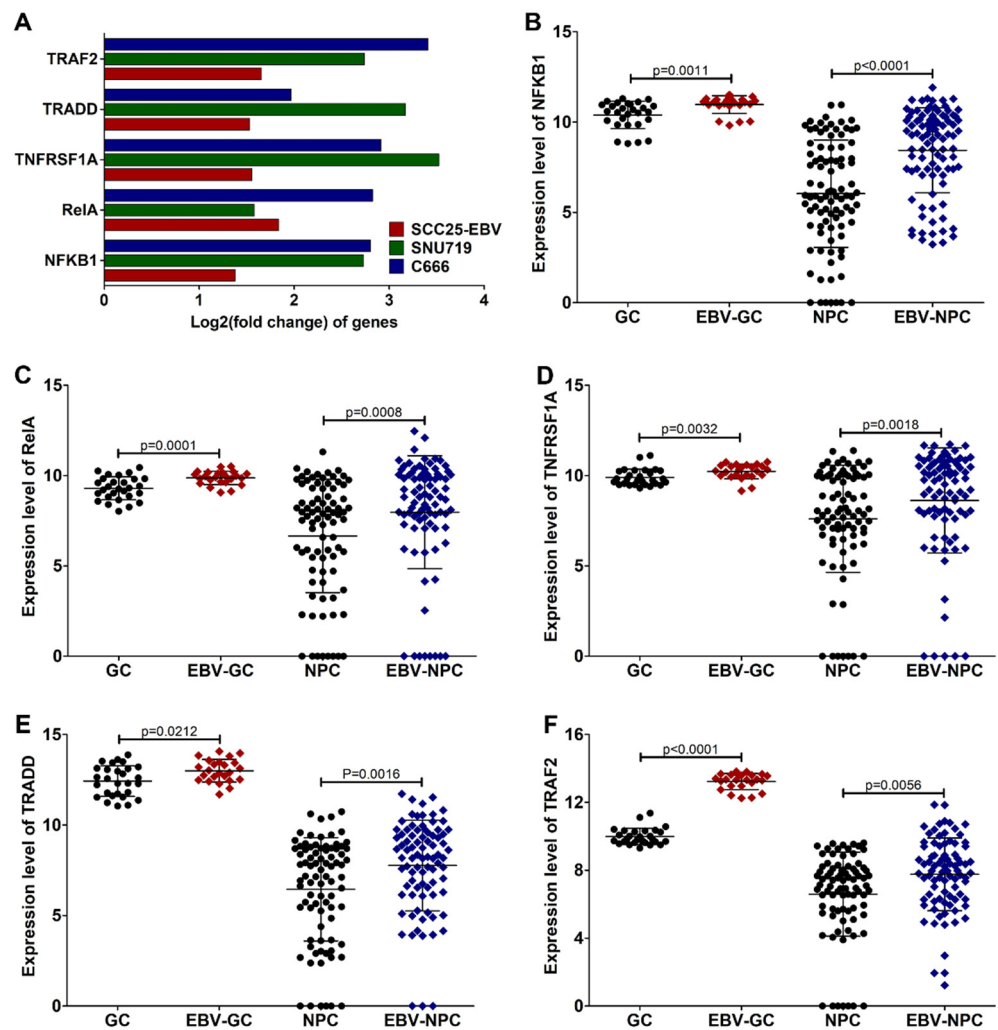 A
TRAF2
TRADD
TNFRSF1A
RelA
NFKB1
SCC25-EBV
SNU719
C666
0 1 2 3 4
Log2(fold change) of genes
B
Expression level of NFKB1
15
10
5
0
p=0.0011
p<0.0001
GC EBV-GC NPC EBV-NPC
C
Expression level of RelA
15
10
5
0
p=0.0001
p=0.0008
GC EBV-GC NPC EBV-NPC
D
Expression level of TNFRSF1A
15
10
5
0
p=0.0032
p=0.0018
GC EBV-GC NPC EBV-NPC
E
Expression level of TRADD
15
10
5
0
p=0.0212
P=0.0016
GC EBV-GC NPC EBV-NPC
F
Expression level of TRAF2
16
12
8
4
0
p<0.0001
p=0.0056
GC EBV-GC NPC EBV-NPC